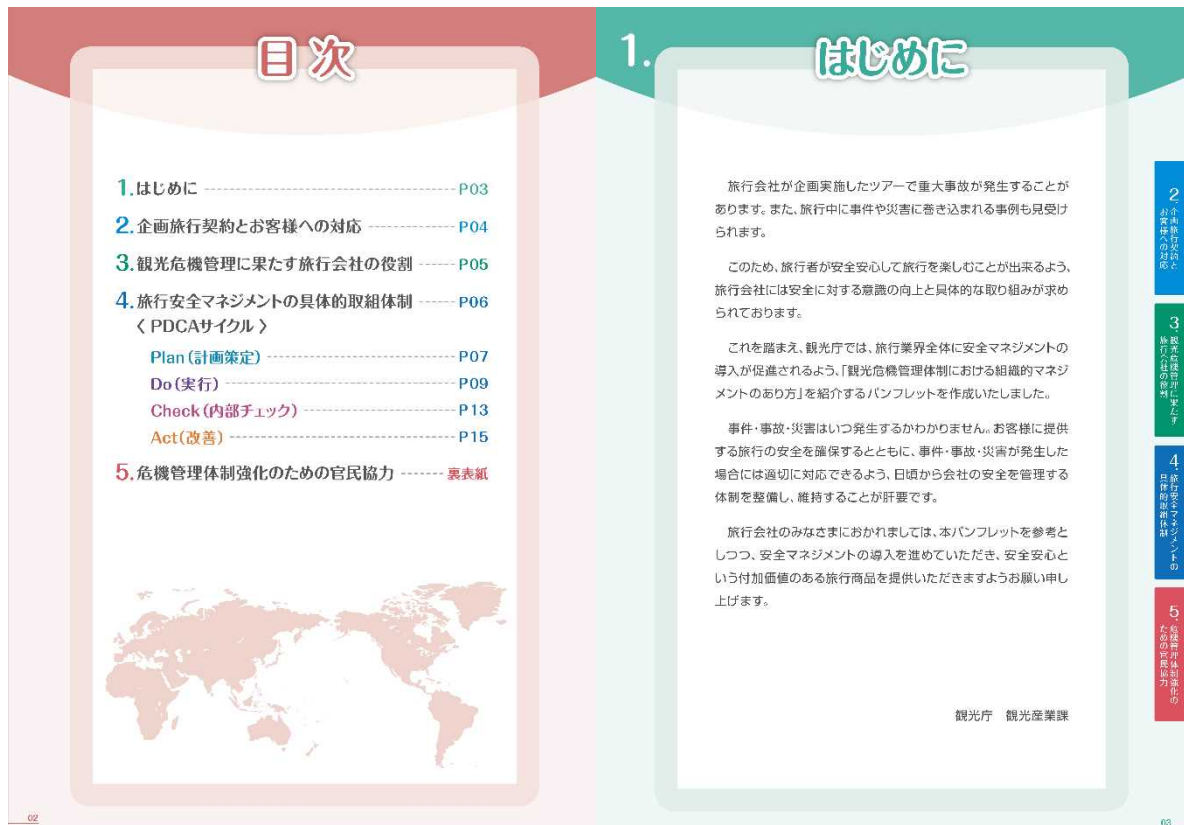 目次
1.はじめに P03
2.企画旅行契約とお客様への対応 P04
3.観光危機管理に果たす旅行会社の役割 P05
4.旅行安全マネジメントの具体的取組体制 P06
〈 PDCAサイクル 〉
Plan(計画策定) P07
Do(実行) P09
Check(内部チェック) P13
Act(改善) P15
5.危機管理体制強化のための官民協力 裏表紙
02
1.
はじめに
旅行会社が企画実施したツアーで重大事故が発生することが
あります。また、旅行中に事件や災害に巻き込まれる事例も見受け
られます。
このため、旅行者が安全安心して旅行を楽しむことが出来るよう、
旅行会社には安全に対する意識の向上と具体的な取り組みが求め
られております。
これを踏まえ、観光庁では、旅行業界全体に安全マネジメントの
導入が促進されるよう、「観光危機管理体制における組織的マネジ
メントのあり方」を紹介するパンフレットを作成いたしました。
事件・事故・災害はいつ発生するかわかりません。お客様に提供
する旅行の安全を確保するとともに、事件・事故・災害が発生した
場合には適切に対応できるよう、日頃から会社の安全を管理する
体制を整備し、維持することが肝要です。
旅行会社のみなさまにおかれましては、本パンフレットを参考と
しつつ、安全マネジメントの導入を進めていただき、安全安心と
いう付加価値のある旅行商品を提供いただきますようお願い申し
上げます。
観光庁　観光産業課
2.企画旅行契約と
お客様への対応
3.観光危機管理に果たす
旅行会社の役割
4.旅行安全マネジメントの
具体的取組体制
5.危機管理体制強化の
ための官民協力
03